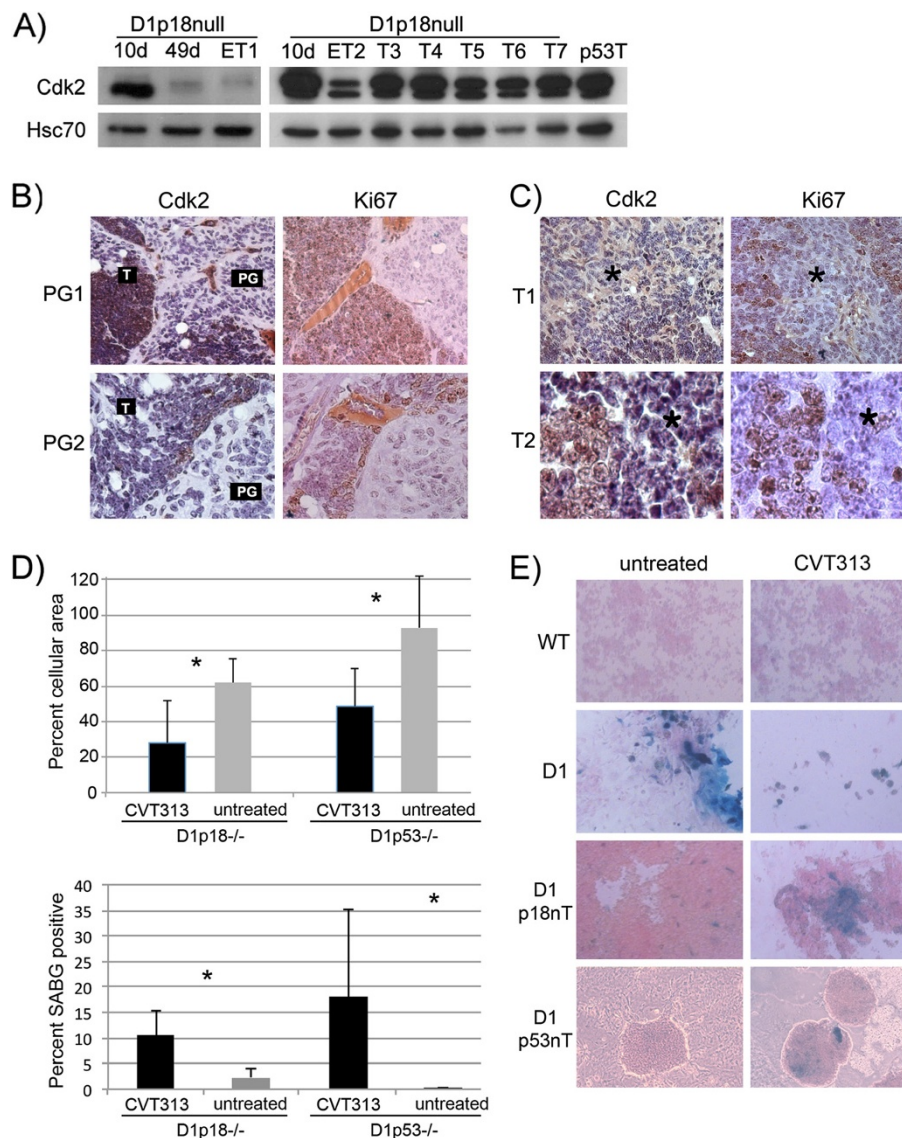 A)
D1p18null
10d 49d ET1
D1p18null
10d ET2 T3 T4 T5 T6 T7 p53T
Cdk2
Hsc70
B)
Cdk2 Ki67
PG1
T PG
PG2
T PG
C)
Cdk2 Ki67
T1
*
*
T2
*
*
D)
Percent cellular area
120
100
80
60
40
20
0
*
*
CVT313 untreated CVT313 untreated
D1p18-/- D1p53-/-
Percent SABG positive
40
35
30
25
20
15
10
5
0
*
*
CVT313 untreated CVT313 untreated
D1p18-/- D1p53-/-
E)
untreated CVT313
WT
D1
D1
p18nT
D1
p53nT